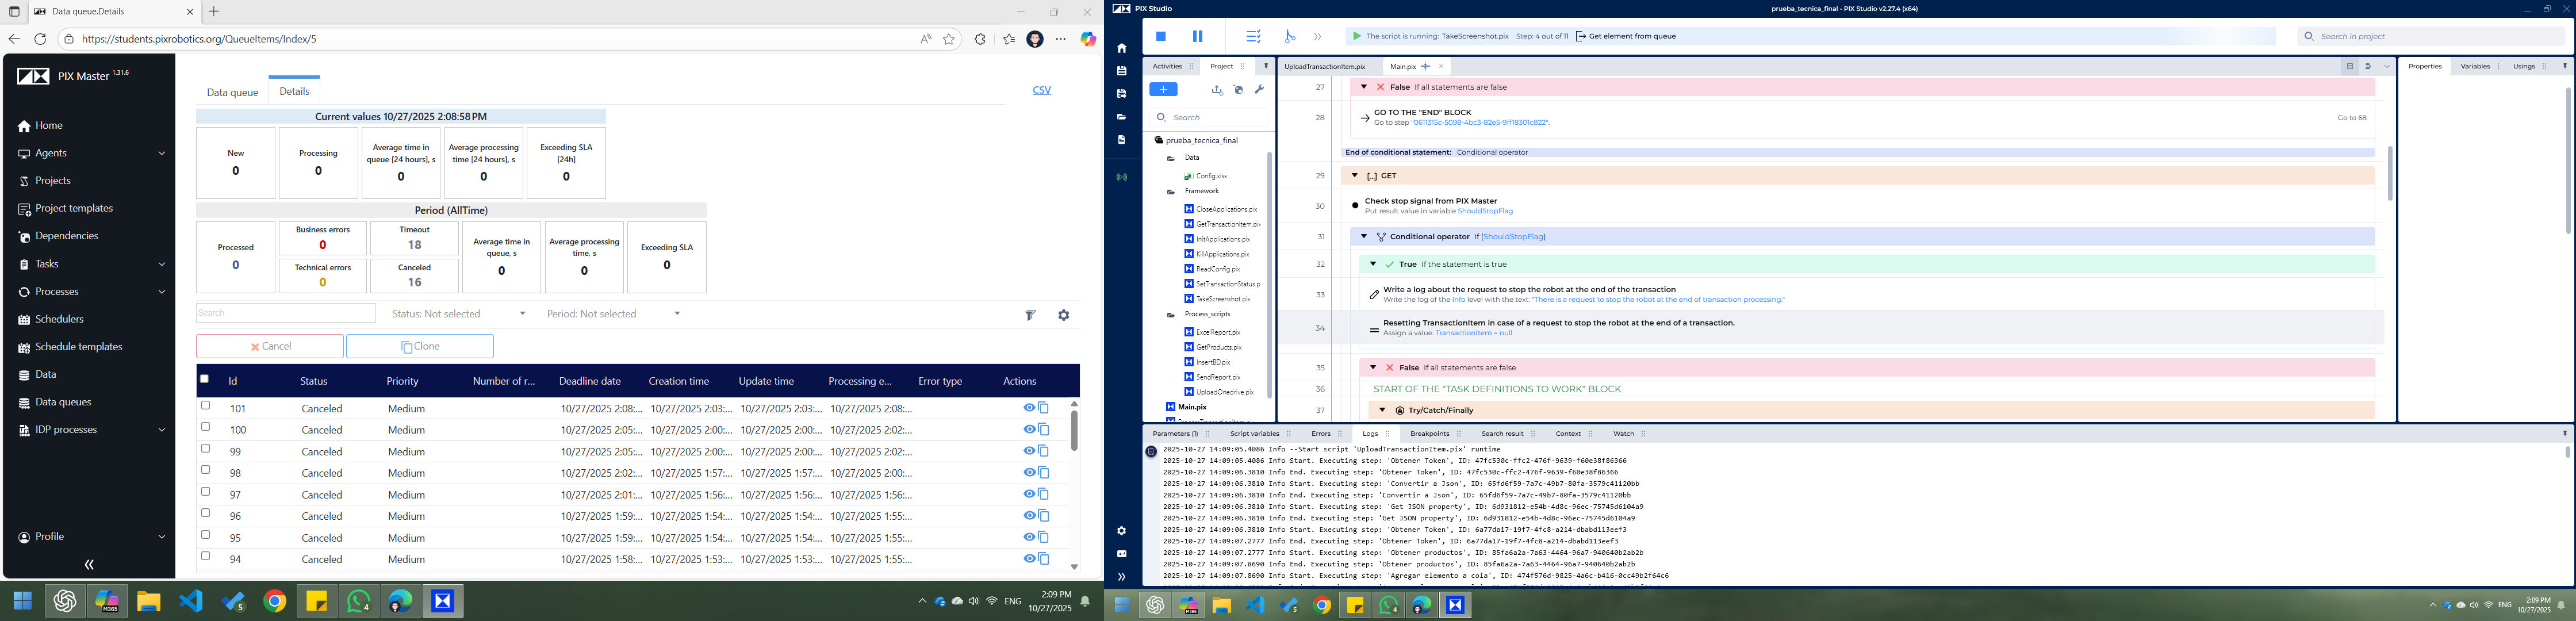 Data queue.Details
https://students.pixrobotics.org/QueueItems/Index/5
PIX Master 1.31.6
Home
Agents
Projects
Project templates
Dependencies
Tasks
Processes
Schedulers
Schedule templates
Data
Data queues
IDP processes
Profile
Data queue
Details
CSV
Current values 10/27/2025 2:08:58 PM
New
0
Processing
0
Average time in queue [24 hours], s
0
Average processing time [24 hours], s
0
Exceeding SLA [24h]
0
Period (AllTime)
Processed
0
Business errors
0
Technical errors
0
Timeout
18
Canceled
16
Average time in queue, s
0
Average processing time, s
0
Exceeding SLA
0
Search
Status: Not selected
Period: Not selected
Cancel
Clone
Id Status Priority Number of r... Deadline date Creation time Update time Processing e... Error type Actions
101 Canceled Medium 10/27/2025 2:08:... 10/27/2025 2:03:... 10/27/2025 2:03:... 10/27/2025 2:08:...
100 Canceled Medium 10/27/2025 2:05:... 10/27/2025 2:00:... 10/27/2025 2:00:... 10/27/2025 2:02:...
99 Canceled Medium 10/27/2025 2:05:... 10/27/2025 2:00:... 10/27/2025 2:00:... 10/27/2025 2:02:...
98 Canceled Medium 10/27/2025 2:02:... 10/27/2025 1:57:... 10/27/2025 1:57:... 10/27/2025 2:00:...
97 Canceled Medium 10/27/2025 2:01:... 10/27/2025 1:56:... 10/27/2025 1:56:... 10/27/2025 2:00:...
96 Canceled Medium 10/27/2025 1:59:... 10/27/2025 1:54:... 10/27/2025 1:54:... 10/27/2025 1:55:...
95 Canceled Medium 10/27/2025 1:59:... 10/27/2025 1:54:... 10/27/2025 1:54:... 10/27/2025 1:55:...
94 Canceled Medium 10/27/2025 1:58:... 10/27/2025 1:53:... 10/27/2025 1:53:... 10/27/2025 1:55:...
M365
5
4
ENG
2:09 PM
10/27/2025
PIX Studio
prueba_tecnica_final - PIX Studio v2.27.4 (x64)
The script is running: TakeScreenshot.pix Step: 4 out of 11 Get element from queue
Search in project
Activities
Project
Search
prueba_tecnica_final
Data
Config.xlsx
Framework
CloseApplications.pix
GetTransactionItem.pix
InitApplications.pix
KillApplications.pix
ReadConfig.pix
SetTransactionStatus.p
TakeScreenshot.pix
Process_scripts
ExcelReport.pix
GetProducts.pix
InsertBD.pix
SendReport.pix
UploadOnedrive.pix
Main.pix
UploadTransactionItem.pix
Main.pix
27 False If all statements are false
28 GO TO THE "END" BLOCK
Go to step "0611315c-5098-4bc3-82e5-9ff18301c822".
Go to 68
End of conditional statement: Conditional operator
29 [..] GET
30 Check stop signal from PIX Master
Put result value in variable ShouldStopFlag
31 Conditional operator If (ShouldStopFlag)
32 True If the statement is true
33 Write a log about the request to stop the robot at the end of the transaction
Write the log of the Info level with the text: "There is a request to stop the robot at the end of transaction processing."
34 Resetting TransactionItem in case of a request to stop the robot at the end of a transaction.
Assign a value: TransactionItem = null
35 False If all statements are false
36 START OF THE "TASK DEFINITIONS TO WORK" BLOCK
37 Try/Catch/Finally
Properties
Variables
Usings
Parameters (1)
Script variables
Errors
Logs
Breakpoints
Search result
Context
Watch
2025-10-27 14:09:05.4086 Info --Start script 'UploadTransactionItem.pix' runtime
2025-10-27 14:09:05.4086 Info Start. Executing step: 'Obtener Token', ID: 47fc530c-ffc2-476f-9639-f60e38f86366
2025-10-27 14:09:06.3810 Info End. Executing step: 'Obtener Token', ID: 47fc530c-ffc2-476f-9639-f60e38f86366
2025-10-27 14:09:06.3810 Info Start. Executing step: 'Convertir a Json', ID: 65fd6f59-7a7c-49b7-80fa-3579c41120bb
2025-10-27 14:09:06.3810 Info End. Executing step: 'Convertir a Json', ID: 65fd6f59-7a7c-49b7-80fa-3579c41120bb
2025-10-27 14:09:06.3810 Info Start. Executing step: 'Get JSON property', ID: 6d931812-e54b-4d8c-96ec-75745d6104a9
2025-10-27 14:09:06.3810 Info End. Executing step: 'Get JSON property', ID: 6d931812-e54b-4d8c-96ec-75745d6104a9
2025-10-27 14:09:06.3810 Info Start. Executing step: 'Obtener Token', ID: 6a77da17-19f7-4fc8-a214-dbabd113eef3
2025-10-27 14:09:07.2777 Info End. Executing step: 'Obtener Token', ID: 6a77da17-19f7-4fc8-a214-dbabd113eef3
2025-10-27 14:09:07.2777 Info Start. Executing step: 'Obtener productos', ID: 85fa6a2a-7a63-4464-96a7-940640b2ab2b
2025-10-27 14:09:07.8690 Info End. Executing step: 'Obtener productos', ID: 85fa6a2a-7a63-4464-96a7-940640b2ab2b
2025-10-27 14:09:07.8690 Info Start. Executing step: 'Agregar elemento a cola', ID: 474f576d-9825-4a6c-b416-0cc49b2f64c6
M365
5
4
ENG
2:09 PM
10/27/2025